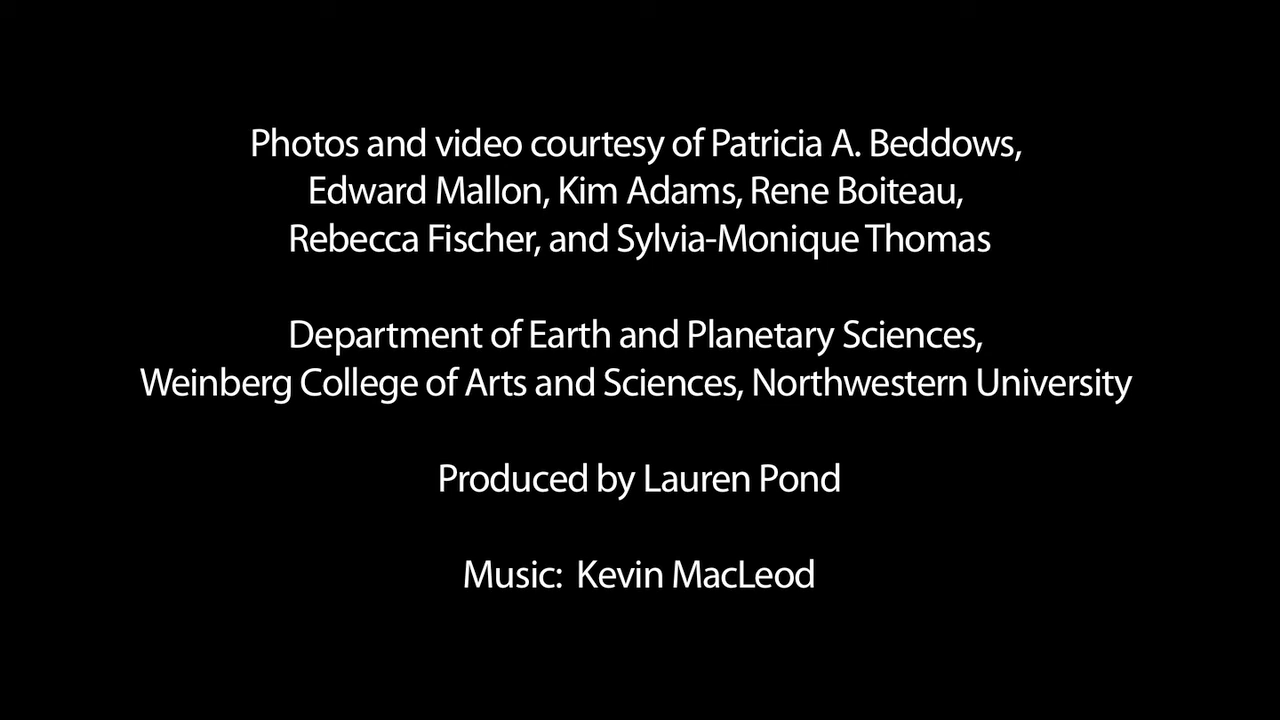 Photos and video courtesy of Patricia A. Beddows,
Edward Mallon, Kim Adams, Rene Boiteau,
Rebecca Fischer, and Sylvia-Monique Thomas
Department of Earth and Planetary Sciences,
Weinberg College of Arts and Sciences, Northwestern University
Produced by Lauren Pond
Music:  Kevin MacLeod